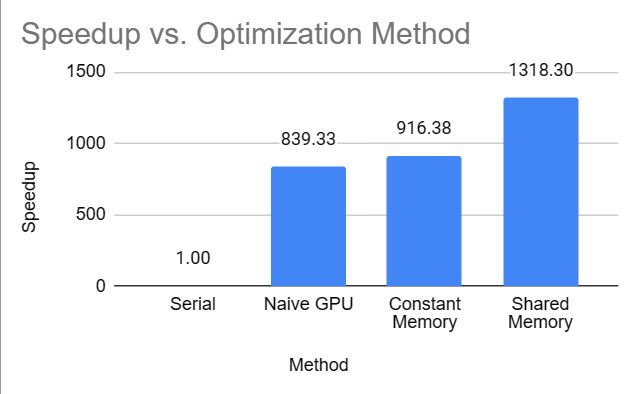 Speedup vs. Optimization Method
1500
1318.30
1000
916.38
839.33
500
1.00
0
Speedup
Serial
Naive GPU
Constant
Memory
Shared
Memory
Method